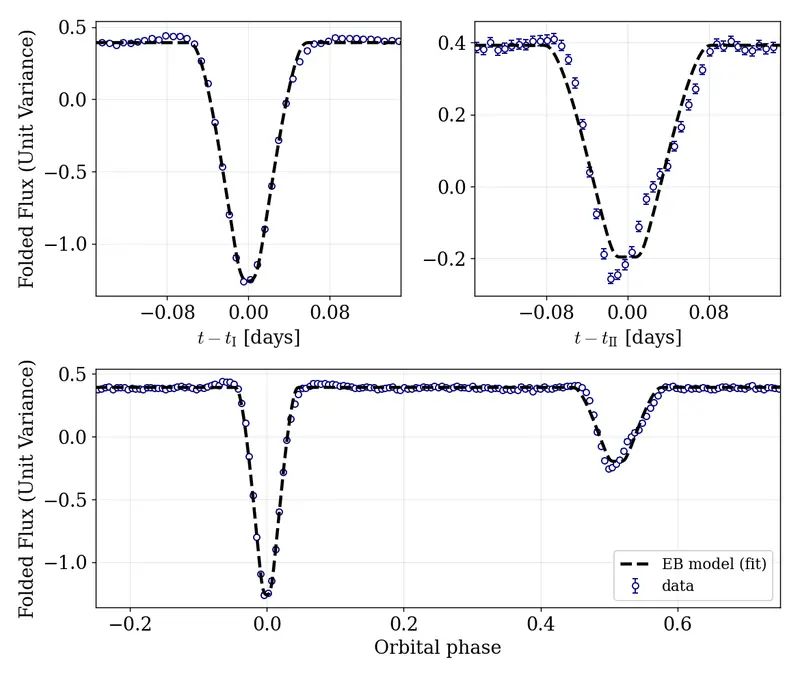 Folded Flux (Unit Variance)
0.5
0.0
−0.5
−1.0
−0.08 0.00 0.08
t − t_I [days]
0.4
0.2
0.0
−0.2
−0.08 0.00 0.08
t − t_II [days]
Folded Flux (Unit Variance)
0.5
0.0
−0.5
−1.0
−0.2 0.0 0.2 0.4 0.6
Orbital phase
EB model (fit)
data